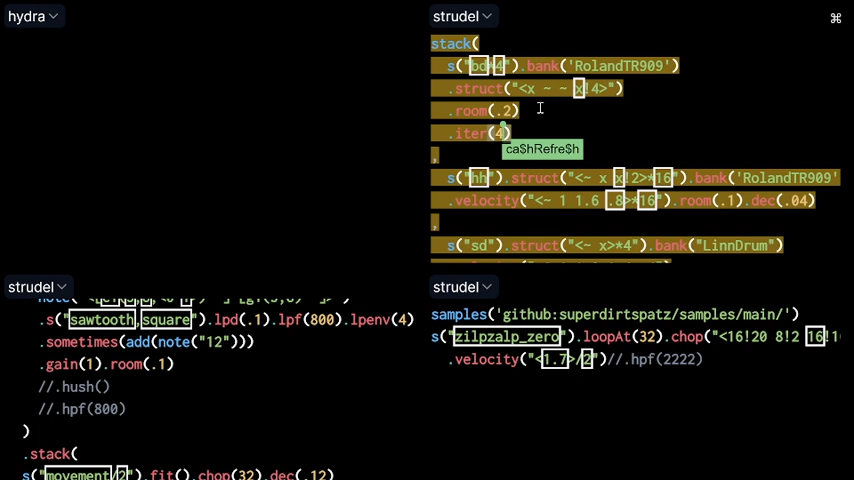 hydra
strudel
⌘
stack(
s("bd*4").bank('RolandTR909')
.struct("<x ~ ~ x!4>")
.room(.2)
.iter(4)
ca$hRefre$h
,
s("hh").struct("<~ x x!2>*16").bank('RolandTR909'
.velocity("<~ 1 1.6 .8>*16").room(.1).dec(.04)
,
s("sd").struct("<~ x>*4").bank("LinnDrum")
strudel
.s("sawtooth,square").lpd(.1).lpf(800).lpenv(4)
.sometimes(add(note("12")))
.gain(1).room(.1)
//.hush()
//.hpf(800)
)
.stack(
s("movement/2").fit().chop(32).dec(.12)
strudel
samples('github:superdirtspatz/samples/main/')
s("zilpzalp_zero").loopAt(32).chop("<16!20 8!2 16!1
.velocity("<1.7>/2")//.hpf(2222)